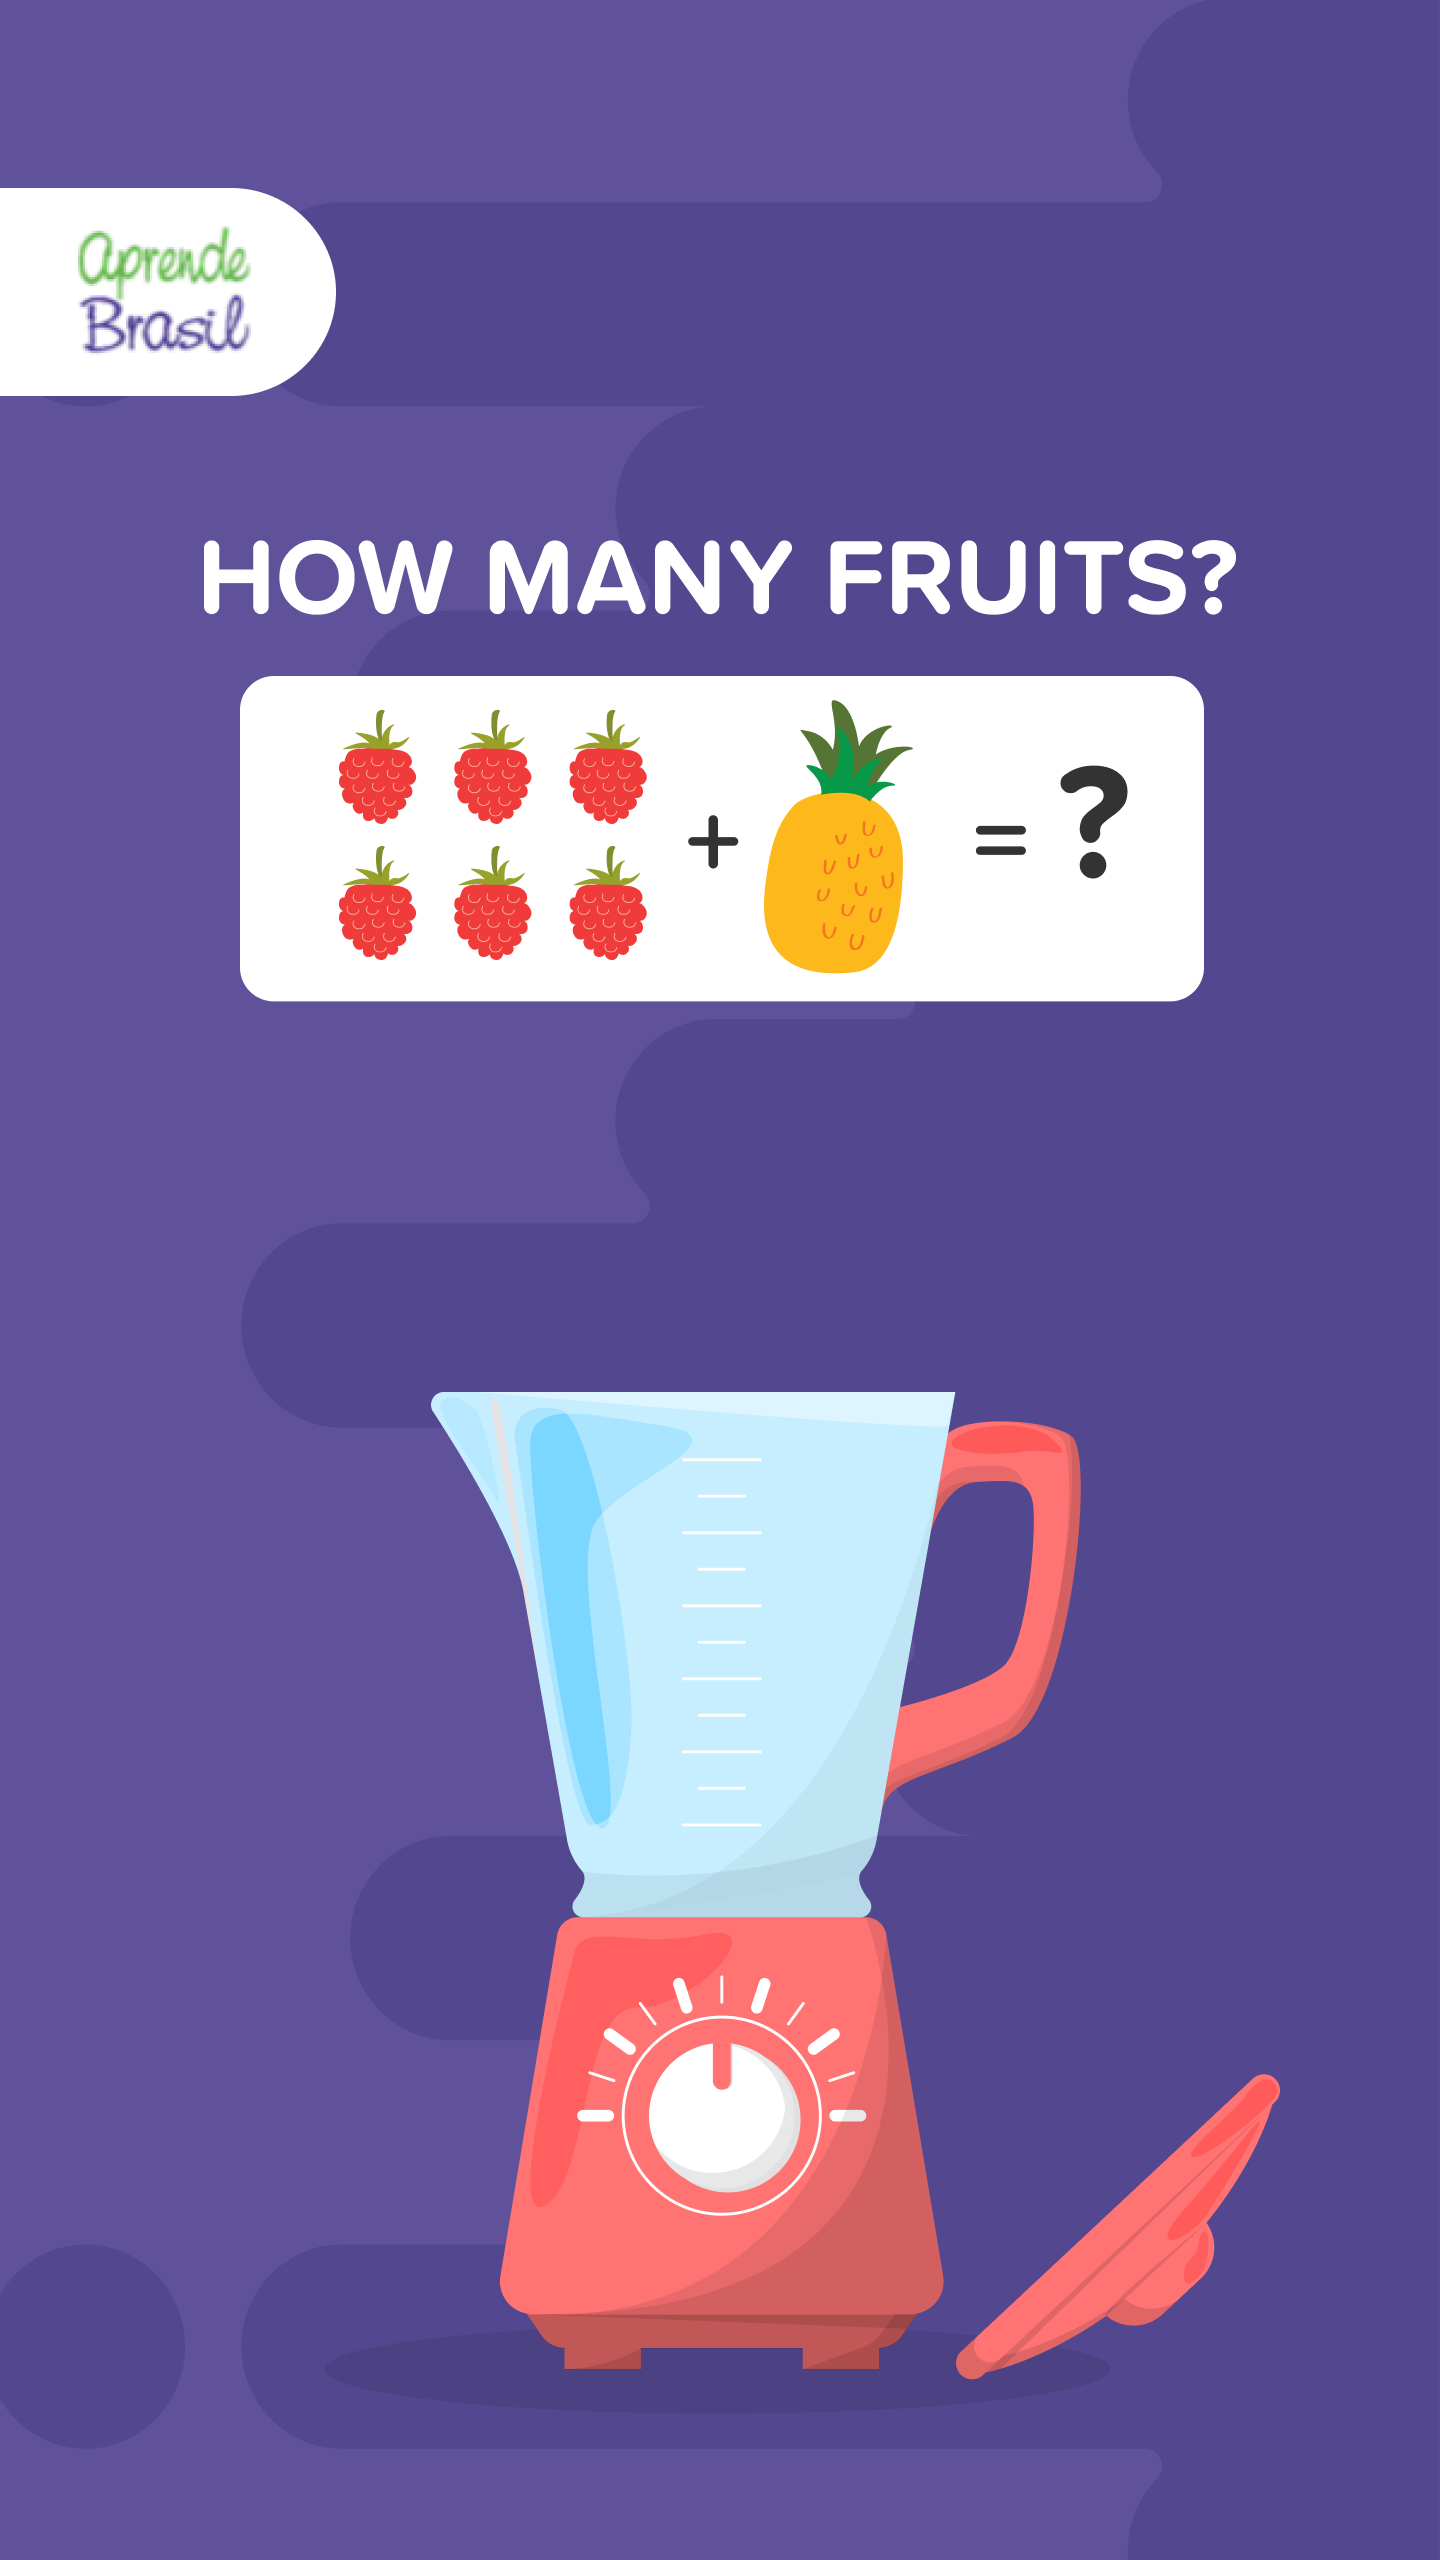 aprende
Brasil
HOW MANY FRUITS?
+ = ?